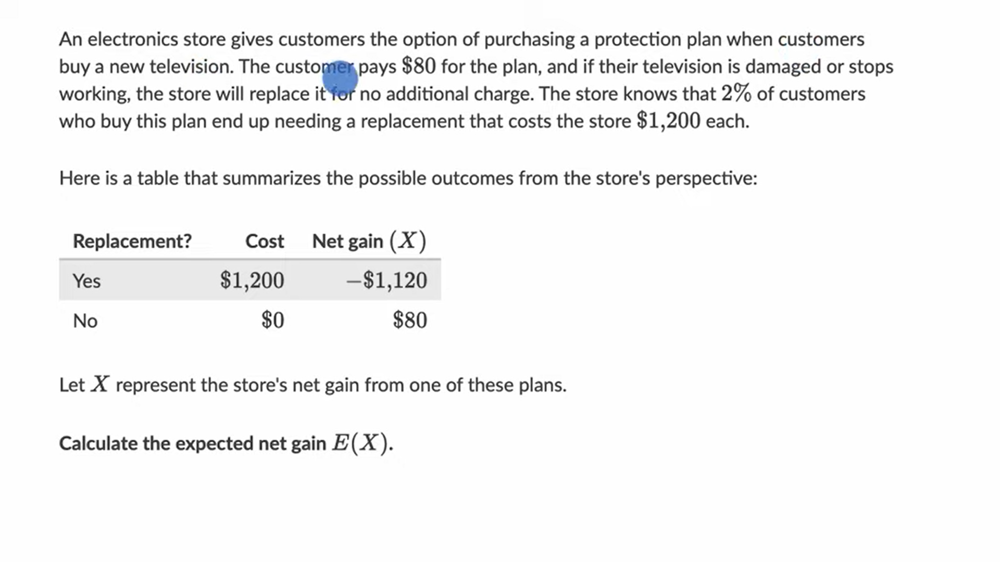 An electronics store gives customers the option of purchasing a protection plan when customers
buy a new television. The customer pays $80 for the plan, and if their television is damaged or stops
working, the store will replace it for no additional charge. The store knows that 2% of customers
who buy this plan end up needing a replacement that costs the store $1,200 each.
Here is a table that summarizes the possible outcomes from the store's perspective:
Replacement? Cost Net gain (X)
Yes $1,200 −$1,120
No $0 $80
Let X represent the store's net gain from one of these plans.
Calculate the expected net gain E(X).